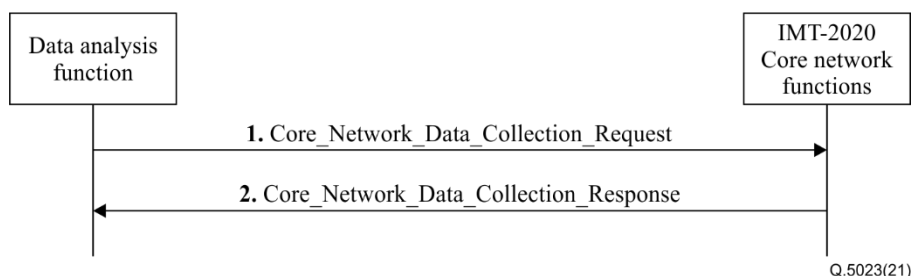 Data analysis
function
IMT-2020
Core network
functions
1. Core_Network_Data_Collection_Request
2. Core_Network_Data_Collection_Response
Q.5023(21)